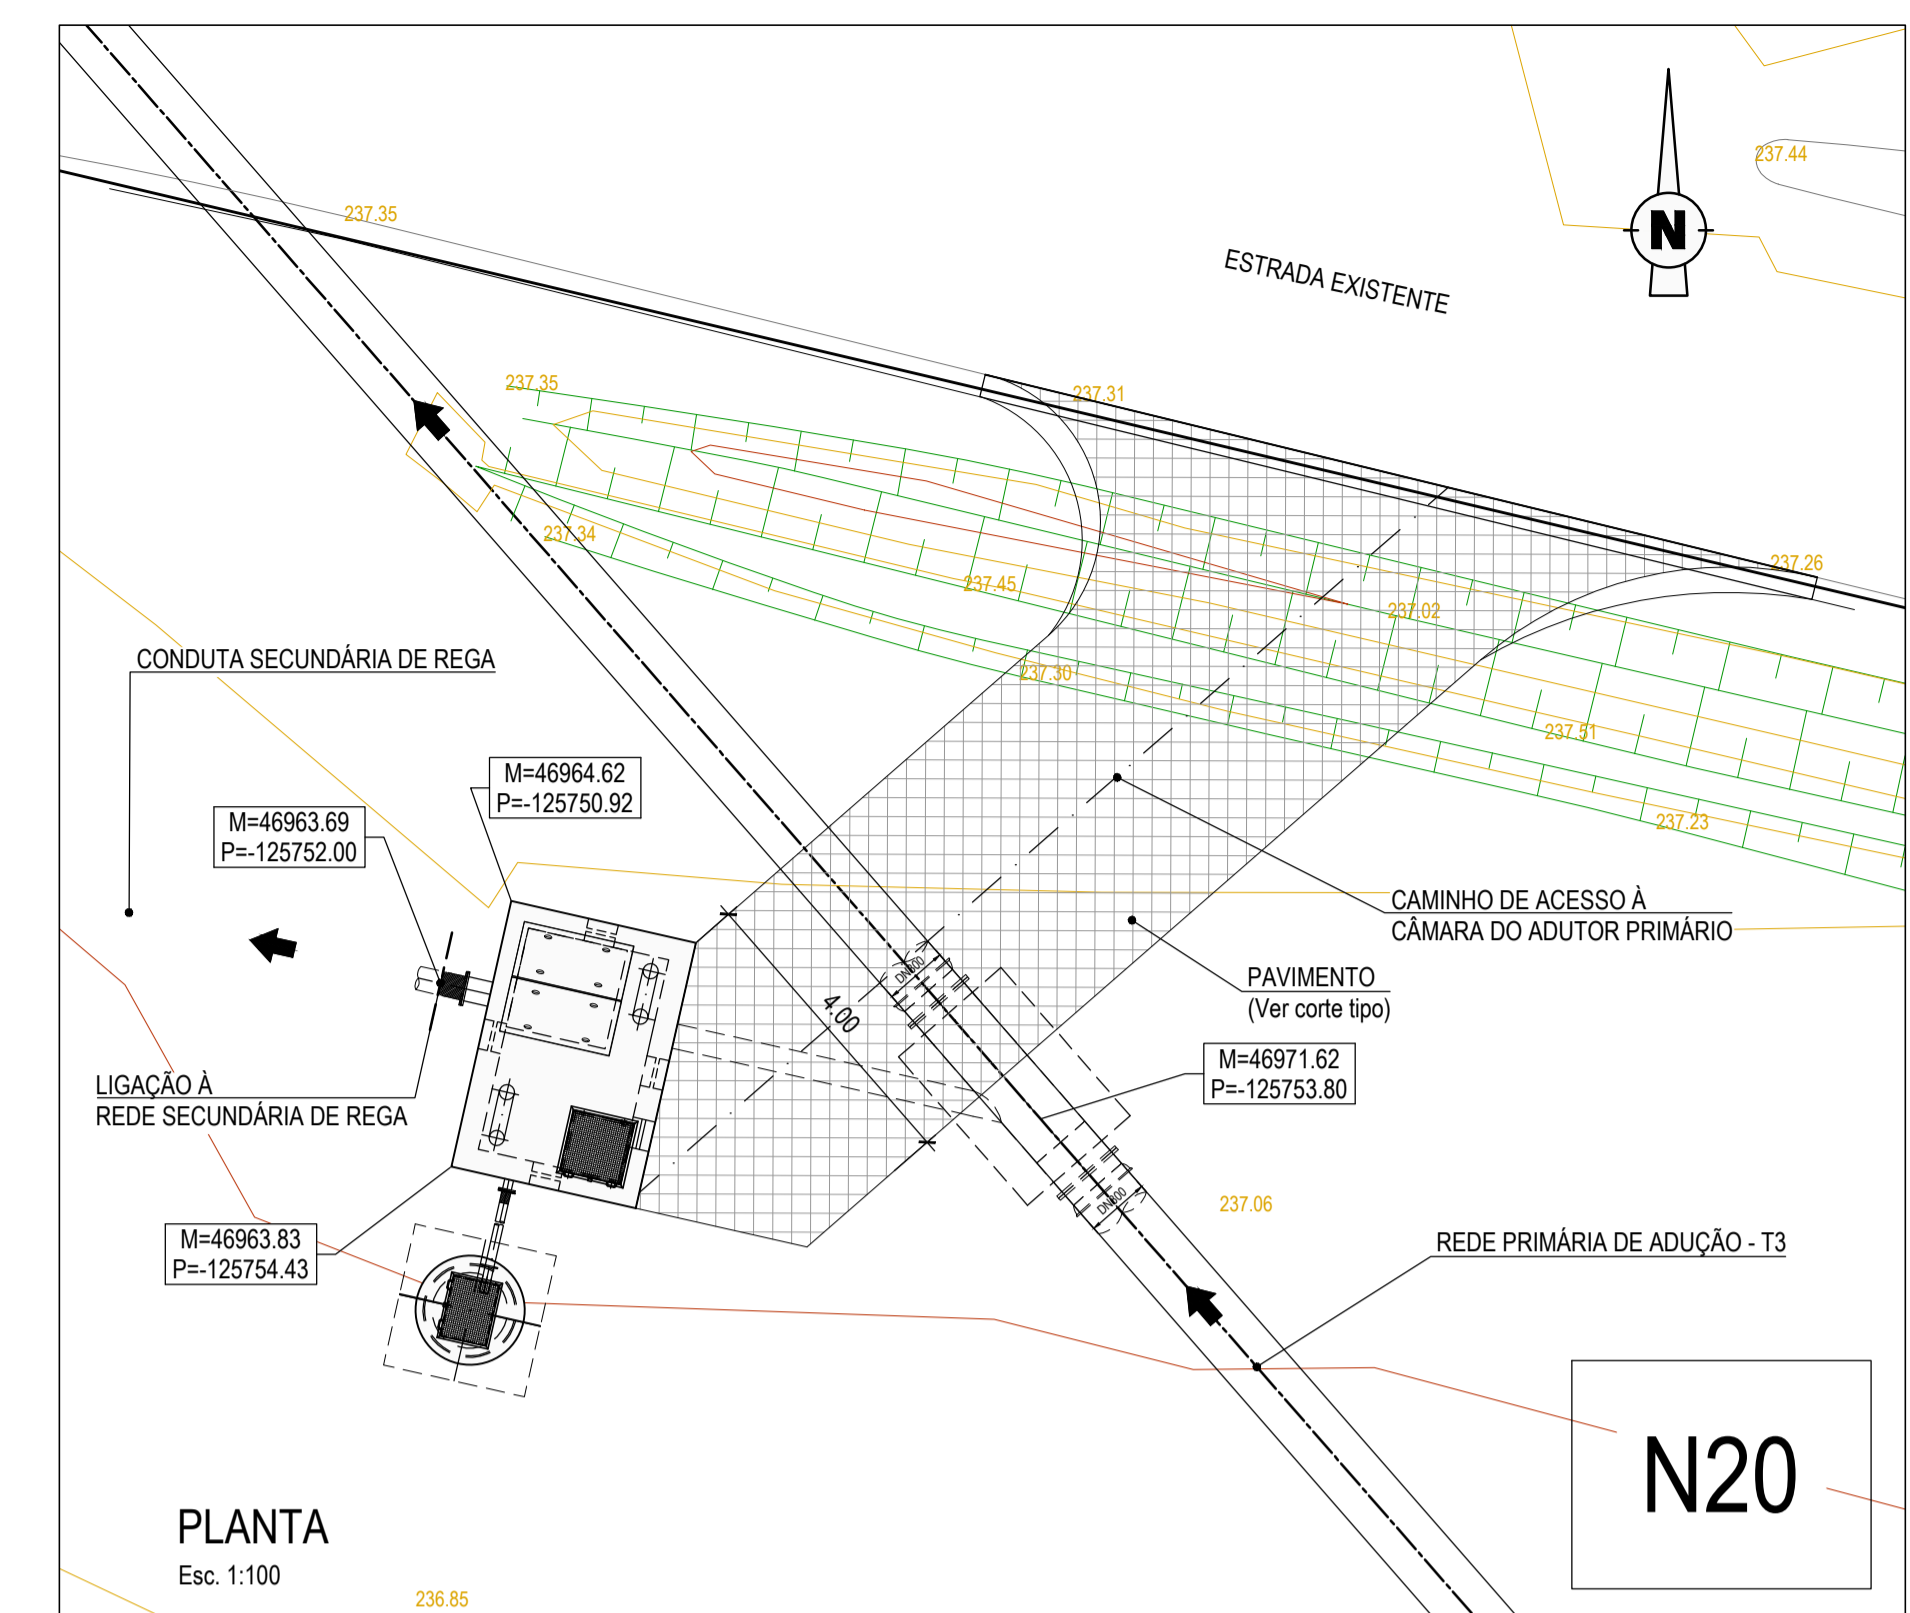 237.44
N
237.35
ESTRADA EXISTENTE
237.35
237.31
237.34
237.26
237.45
237.02
CONDUTA SECUNDÁRIA DE REGA
237.30
237.51
M=46964.62
P=-125750.92
M=46963.69
P=-125752.00
237.23
CAMINHO DE ACESSO À
CÂMARA DO ADUTOR PRIMÁRIO
DN800
PAVIMENTO
(Ver corte tipo)
4.00
M=46971.62
P=-125753.80
LIGAÇÃO À
REDE SECUNDÁRIA DE REGA
DN800
237.06
M=46963.83
P=-125754.43
REDE PRIMÁRIA DE ADUÇÃO - T3
N20
PLANTA
Esc. 1:100
236.85